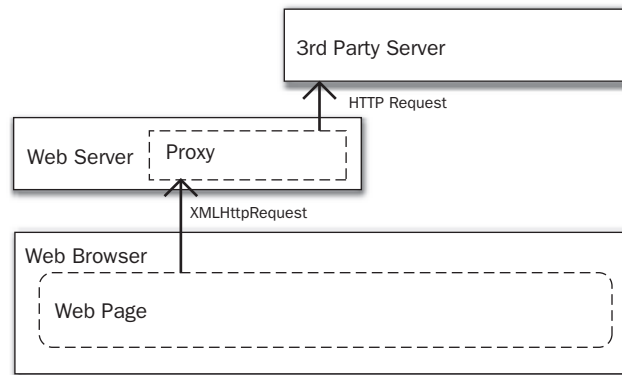 3rd Party Server
HTTP Request
Web Server
Proxy
XMLHttpRequest
Web Browser
Web Page